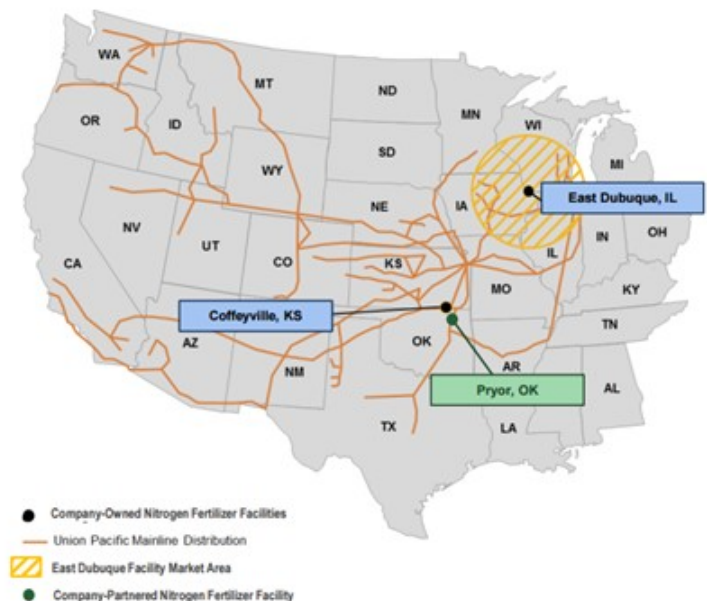 WA
MT
ND
MN
OR
ID
WI
SD
MI
WY
East Dubuque, IL
NE
IA
NV
OH
UT
IL
IN
CA
CO
KS
MO
KY
Coffeyville, KS
TN
AZ
OK
AR
NM
Pryor, OK
AL
TX
LA
Company-Owned Nitrogen Fertilizer Facilities
Union Pacific Mainline Distribution
East Dubuque Facility Market Area
Company-Partnered Nitrogen Fertilizer Facility